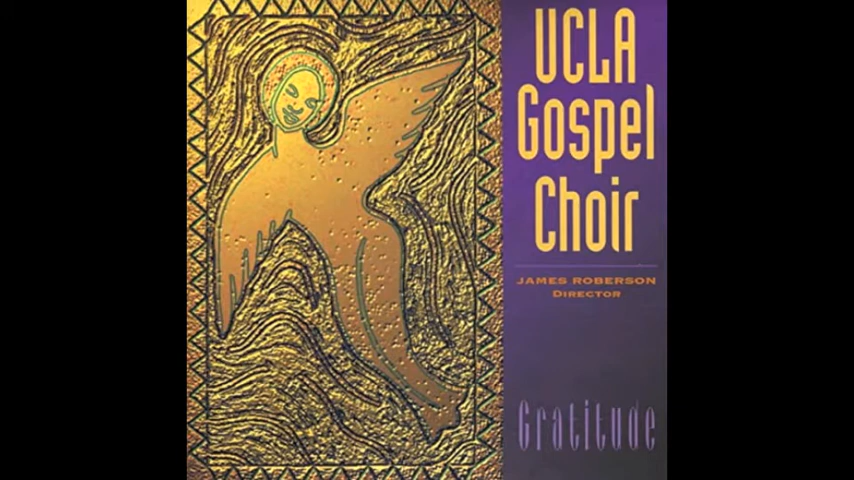 UCLA
Gospel
Choir
JAMES ROBERSON
DIRECTOR
Gratitude